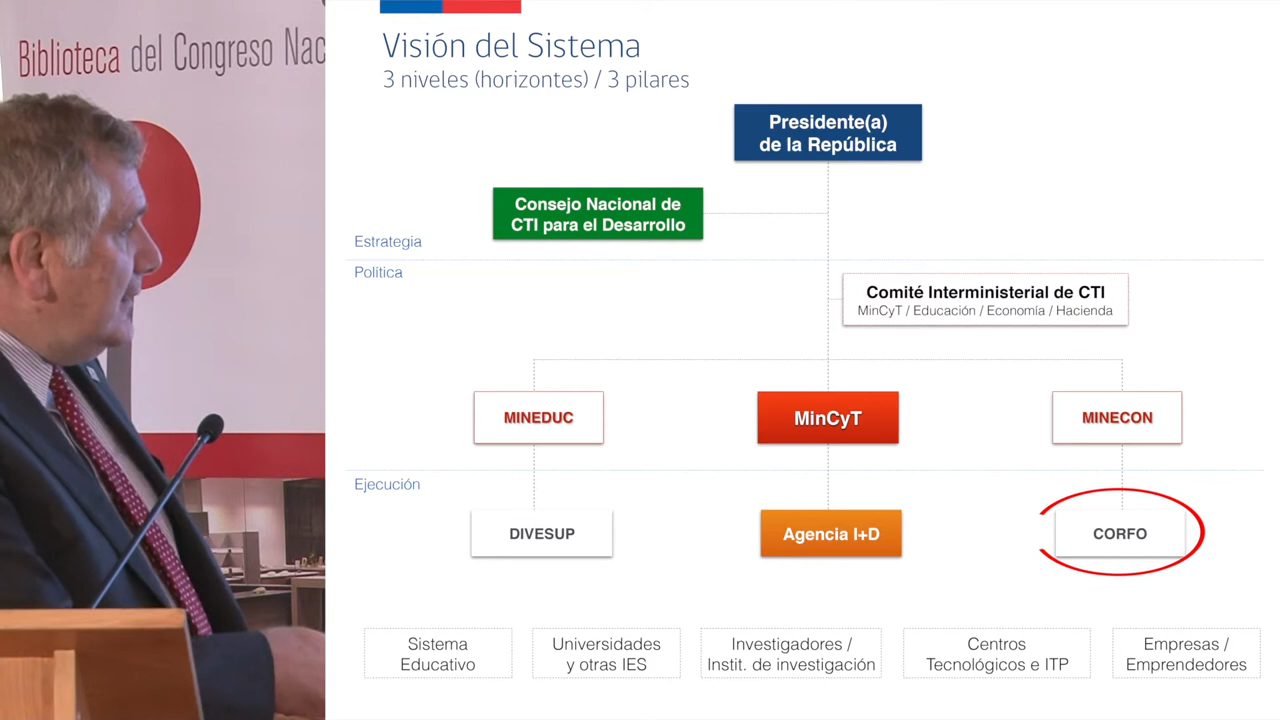 Biblioteca del Congreso Nac
Visión del Sistema
3 niveles (horizontes) / 3 pilares
Presidente(a)
de la República
Consejo Nacional de
CTI para el Desarrollo
Estrategia
Política
Comité Interministerial de CTI
MinCyT / Educación / Economía / Hacienda
MINEDUC
MinCyT
MINECON
Ejecución
DIVESUP
Agencia I+D
CORFO
Sistema
Educativo
Universidades
y otras IES
Investigadores /
Instit. de investigación
Centros
Tecnológicos e ITP
Empresas /
Emprendedores